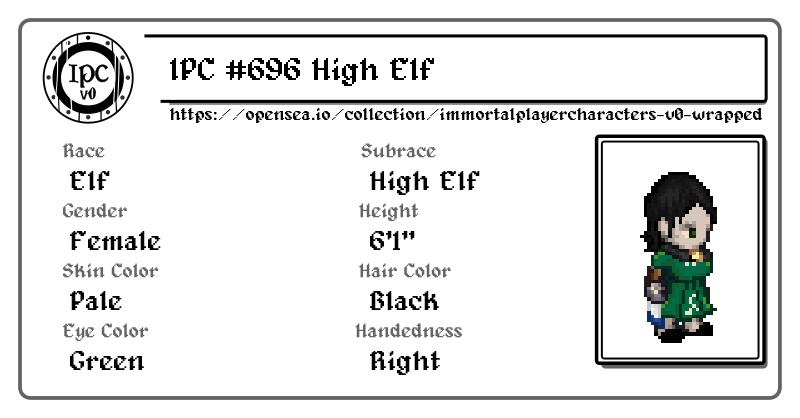 IPC v0
IPC #696 High Elf
https://opensea.io/collection/immortalplayercharacters-v0-wrapped
Race
Subrace
Elf
High Elf
Gender
Height
Female
6'1"
Skin Color
Hair Color
Pale
Black
Eye Color
Handedness
Green
Right